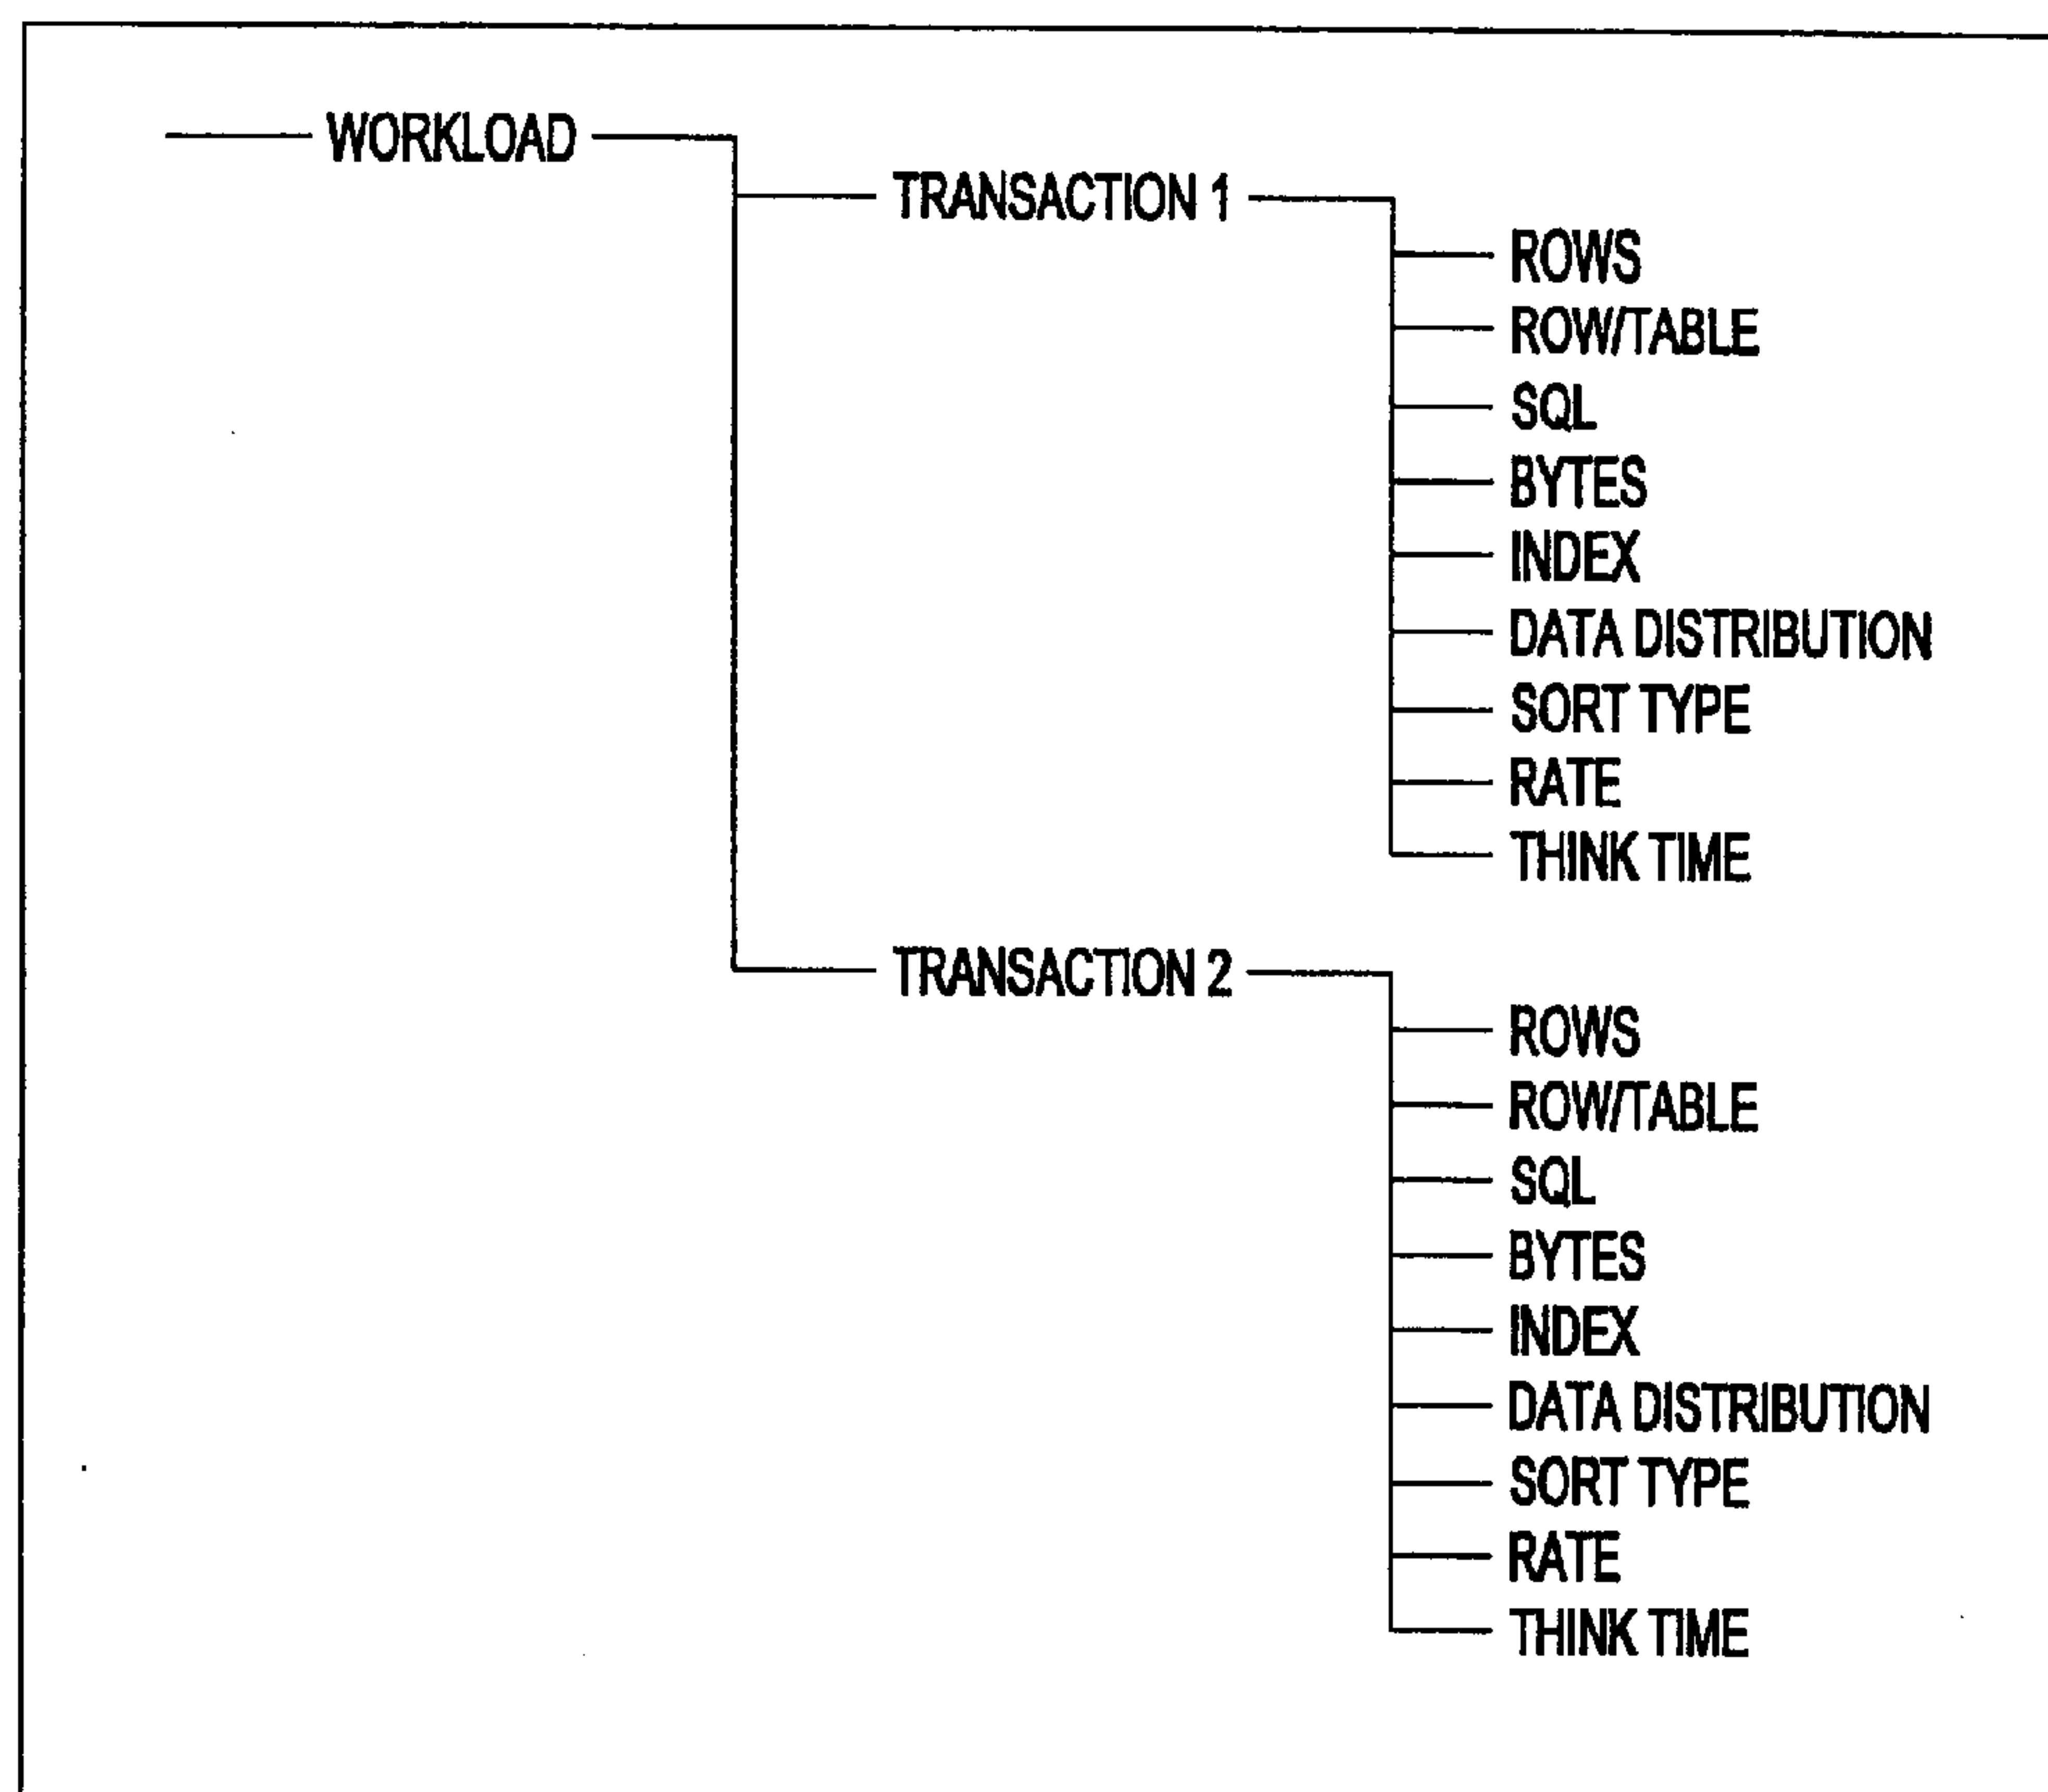 WORKLOAD
TRANSACTION 1
ROWS
ROW/TABLE
SQL
BYTES
INDEX
DATA DISTRIBUTION
SORT TYPE
RATE
THINK TIME
TRANSACTION 2
ROWS
ROW/TABLE
SQL
BYTES
INDEX
DATA DISTRIBUTION
SORT TYPE
RATE
THINK TIME